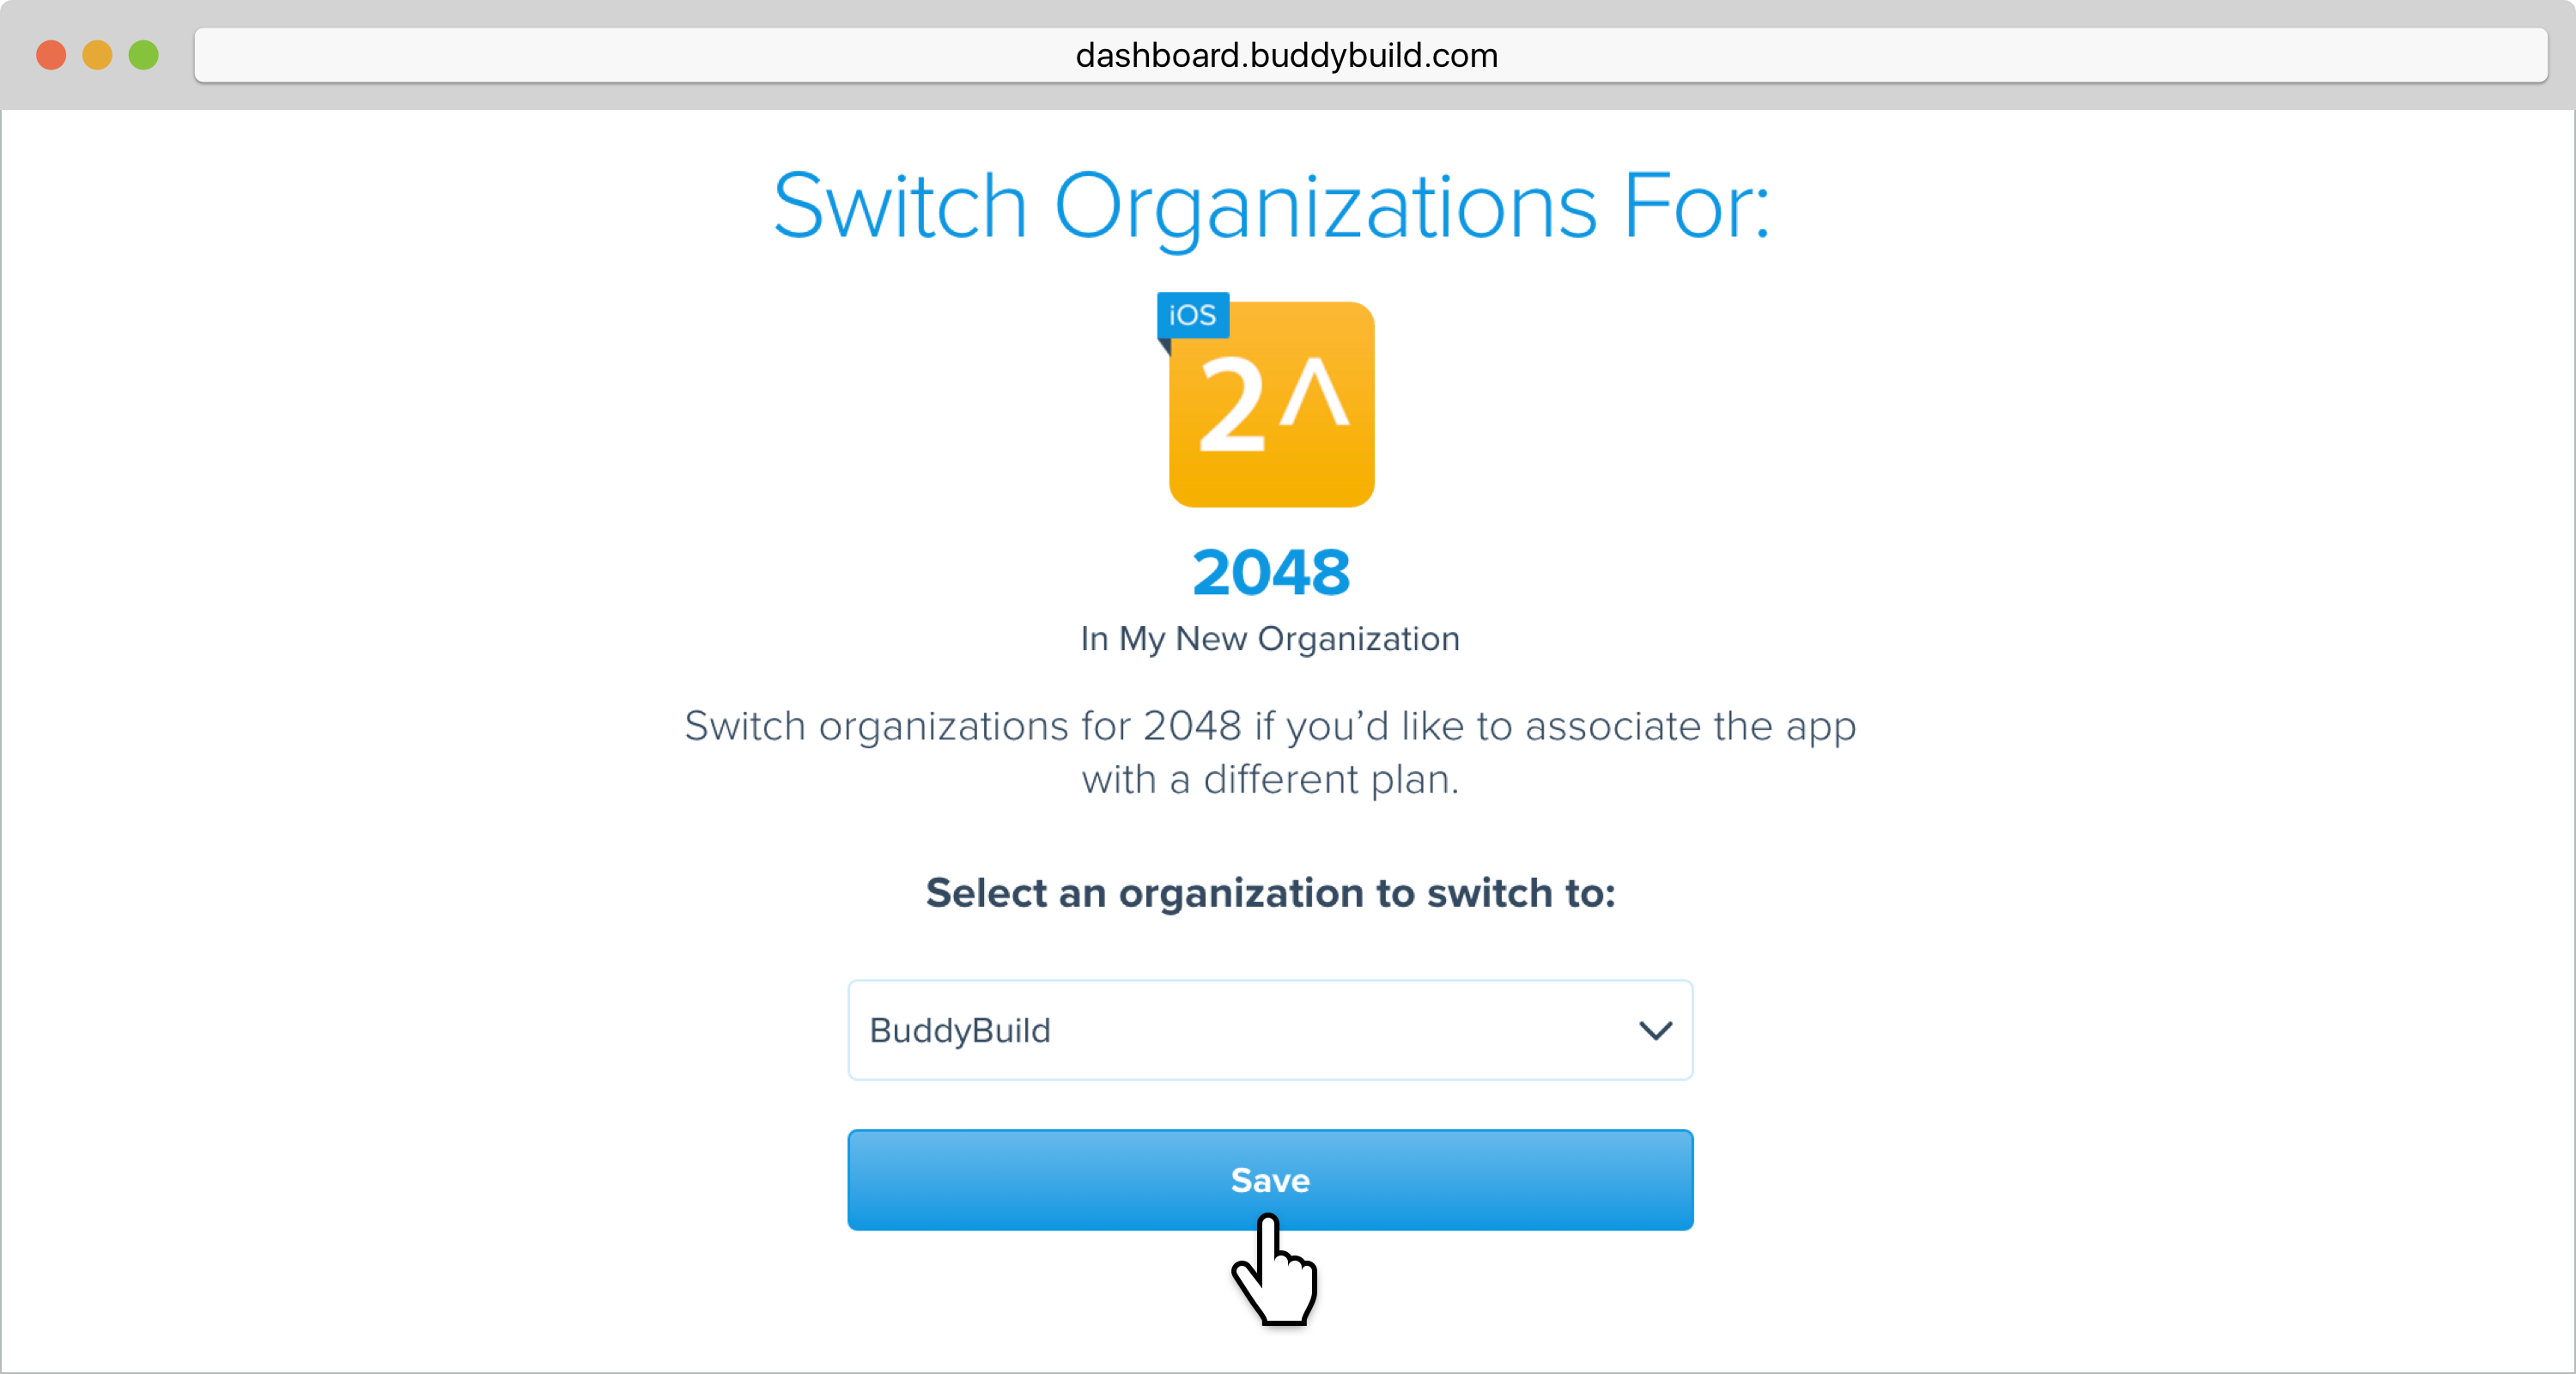 dashboard.buddybuild.com
Switch Organizations For:
iOS
2^
2048
In My New Organization
Switch organizations for 2048 if you’d like to associate the app
with a different plan.
Select an organization to switch to:
BuddyBuild
Save